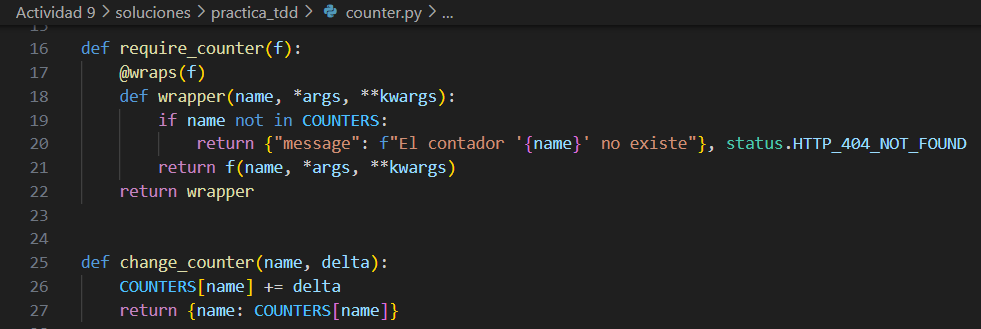 Actividad 9 > soluciones > practica_tdd > counter.py > ...
16 def require_counter(f):
17     @wraps(f)
18     def wrapper(name, *args, **kwargs):
19         if name not in COUNTERS:
20             return {"message": f"El contador '{name}' no existe"}, status.HTTP_404_NOT_FOUND
21         return f(name, *args, **kwargs)
22     return wrapper
23
24
25 def change_counter(name, delta):
26     COUNTERS[name] += delta
27     return {name: COUNTERS[name]}